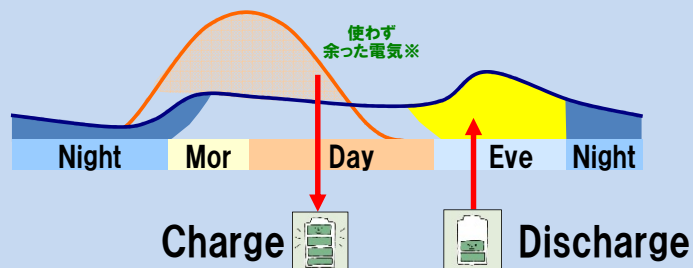 使わず
余った電気※
Night Mor Day Eve Night
Charge Discharge